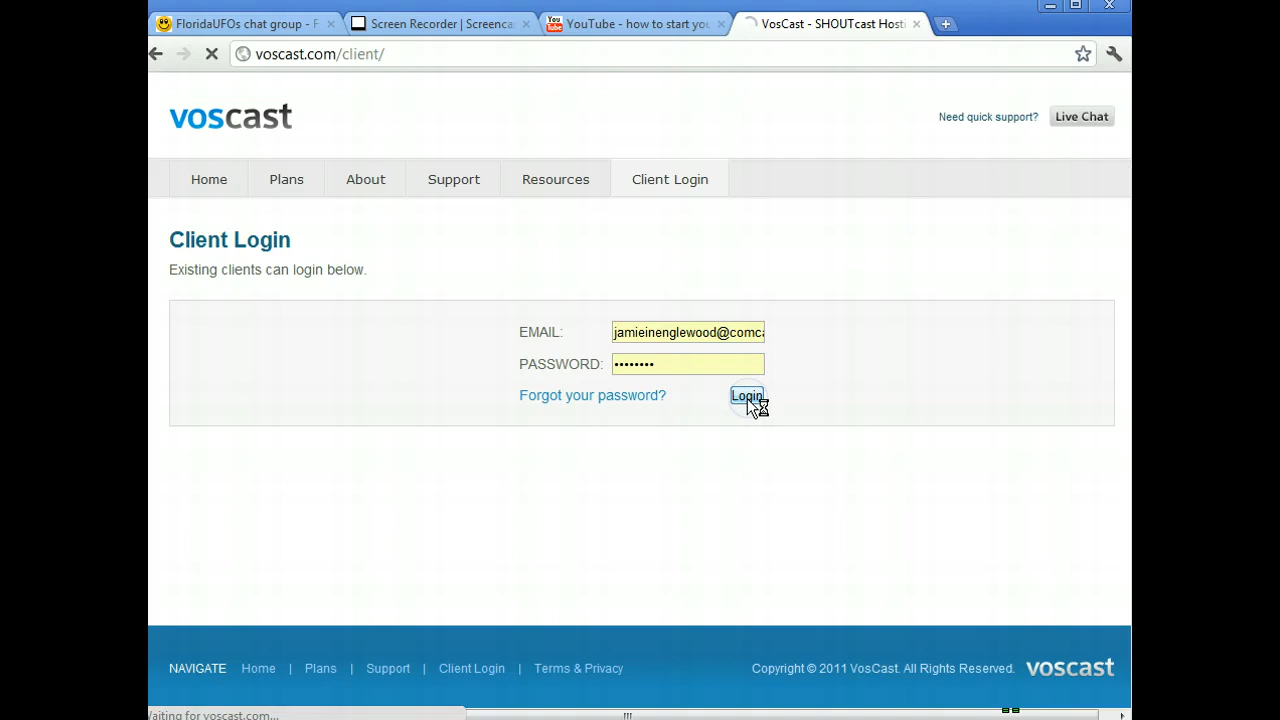 FloridaUFOs chat group - F
Screen Recorder | Screenca
YouTube - how to start you
VosCast - SHOUTcast Hosti
voscast.com/client/
voscast
Need quick support?
Live Chat
Home
Plans
About
Support
Resources
Client Login
Client Login
Existing clients can login below.
EMAIL: jamieinenglewood@comca
PASSWORD: ••••••••
Forgot your password?
Login
NAVIGATE Home | Plans | Support | Client Login | Terms & Privacy
Copyright © 2011 VosCast. All Rights Reserved.
voscast
aiting for voscast.com...